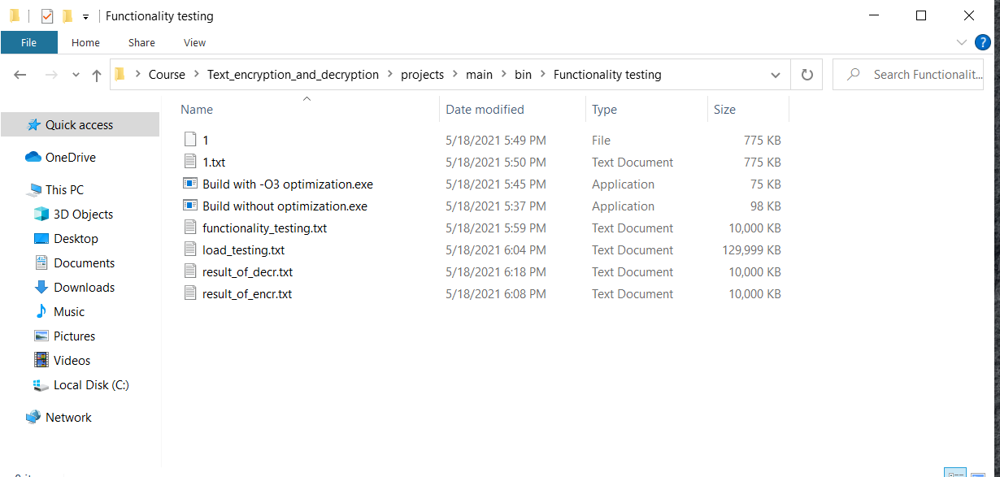 Functionality testing
File Home Share View ?
Course Text_encryption_and_decryption projects main bin Functionality testing Search Functionalit...
Name Date modified Type Size
Quick access
OneDrive
This PC
3D Objects
Desktop
Documents
Downloads
Music
Pictures
Videos
Local Disk (C:)
Network
1 5/18/2021 5:49 PM File 775 KB
1.txt 5/18/2021 5:50 PM Text Document 775 KB
Build with -O3 optimization.exe 5/18/2021 5:45 PM Application 75 KB
Build without optimization.exe 5/18/2021 5:37 PM Application 98 KB
functionality_testing.txt 5/18/2021 5:59 PM Text Document 10,000 KB
load_testing.txt 5/18/2021 6:04 PM Text Document 129,999 KB
result_of_decr.txt 5/18/2021 6:18 PM Text Document 10,000 KB
result_of_encr.txt 5/18/2021 6:08 PM Text Document 10,000 KB